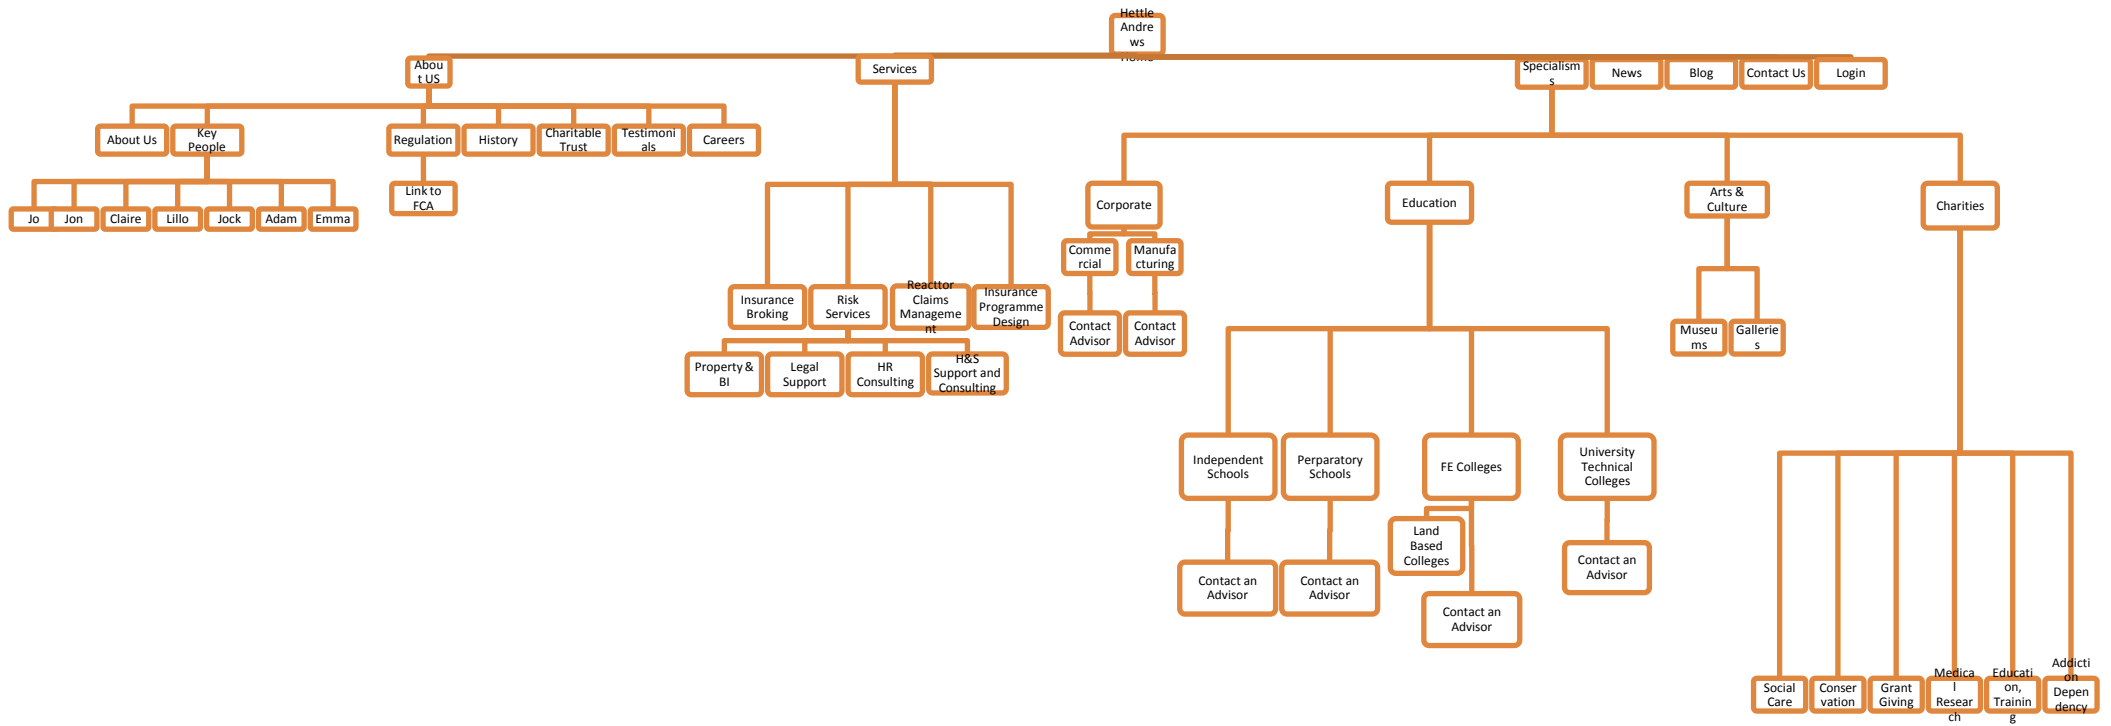 Hettle
Andre
ws
Home
Abou
t US
Services
Specialism
s
News
Blog
Contact Us
Login
About Us
Key
People
Regulation
History
Charitable
Trust
Testimoni
als
Careers
Link to
FCA
Jo
Jon
Claire
Lillo
Jock
Adam
Emma
Insurance
Broking
Risk
Services
Reacttor
Claims
Manageme
nt
Insurance
Programme
Design
Property &
BI
Legal
Support
HR
Consulting
H&S
Support and
Consulting
Corporate
Education
Arts &
Culture
Charities
Comme
rcial
Manufa
cturing
Contact
Advisor
Contact
Advisor
Museu
ms
Gallerie
s
Independent
Schools
Perparatory
Schools
FE Colleges
University
Technical
Colleges
Land
Based
Colleges
Contact an
Advisor
Contact an
Advisor
Contact an
Advisor
Contact an
Advisor
Social
Care
Conser
vation
Grant
Giving
Medica
l
Resear
ch
Educati
on,
Trainin
g
Addicti
on
Depen
dency